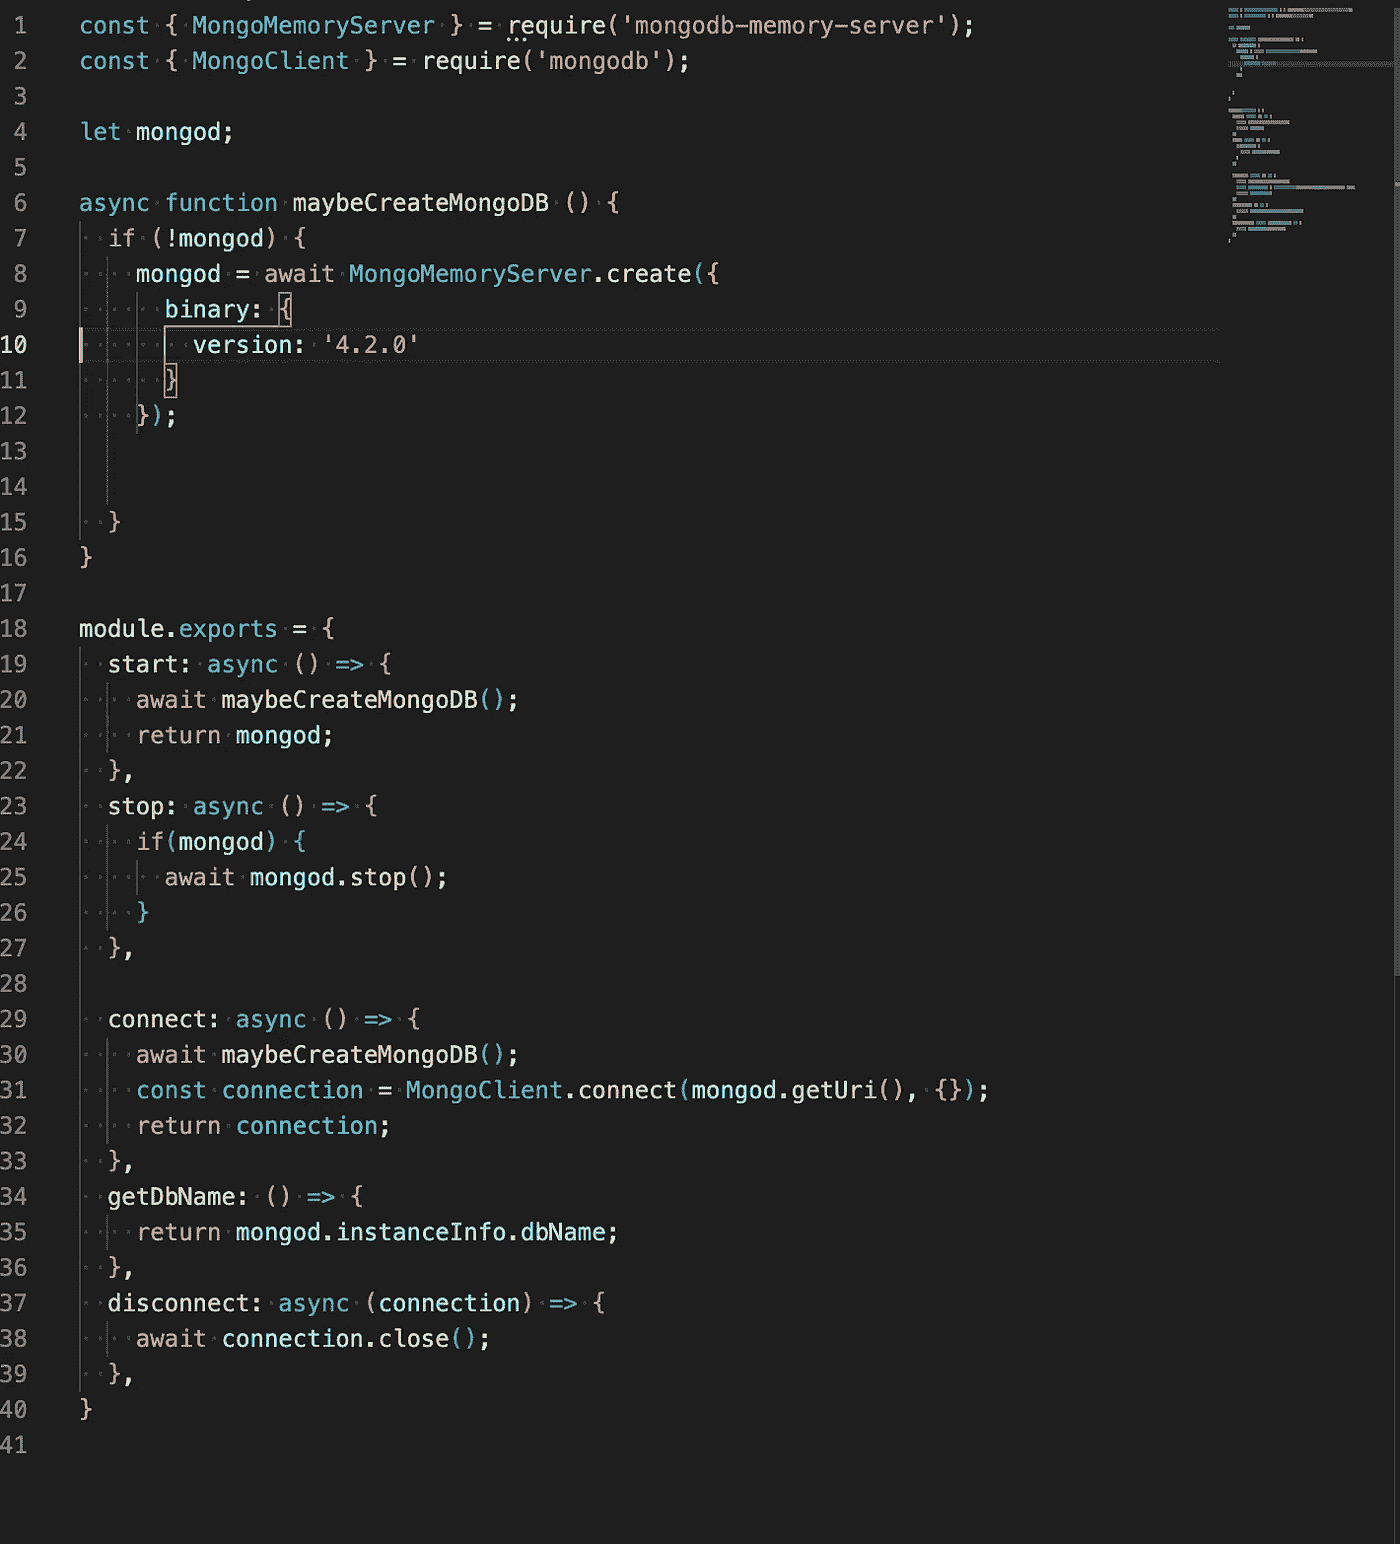 1 const { MongoMemoryServer } = require('mongodb-memory-server');
2 const { MongoClient } = require('mongodb');
3
4 let mongod;
5
6 async function maybeCreateMongoDB () {
7   if (!mongod) {
8     mongod = await MongoMemoryServer.create({
9       binary: {
10         version: '4.2.0'
11       }
12     });
13
14
15   }
16 }
17
18 module.exports = {
19   start: async () => {
20     await maybeCreateMongoDB();
21     return mongod;
22   },
23   stop: async () => {
24     if(mongod) {
25       await mongod.stop();
26     }
27   },
28
29   connect: async () => {
30     await maybeCreateMongoDB();
31     const connection = MongoClient.connect(mongod.getUri(), {});
32     return connection;
33   },
34   getDbName: () => {
35     return mongod.instanceInfo.dbName;
36   },
37   disconnect: async (connection) => {
38     await connection.close();
39   },
40 }
41